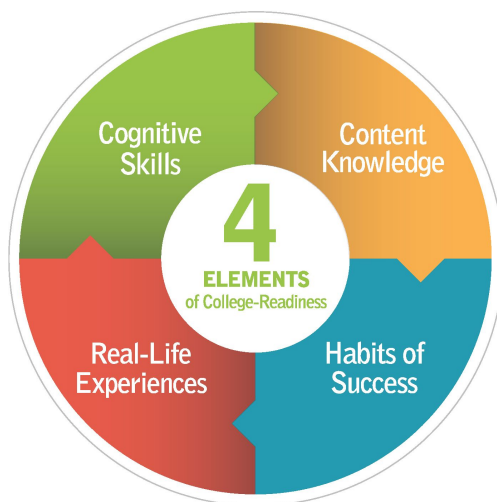 Cognitive
Skills
Content
Knowledge
4
ELEMENTS
of College-Readiness
Real-Life
Experiences
Habits of
Success